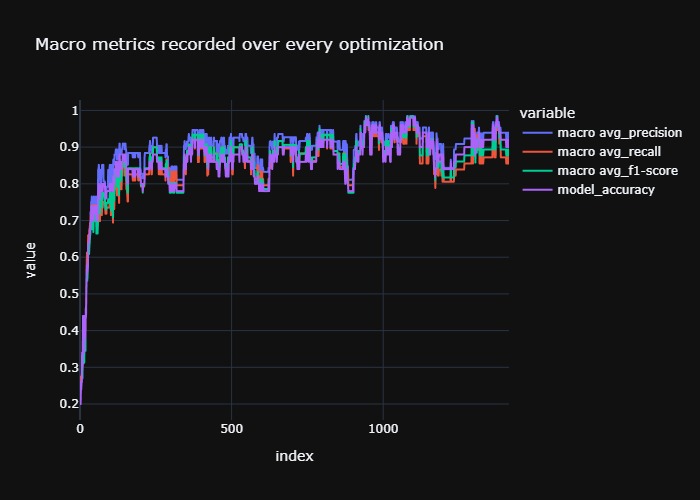 Macro metrics recorded over every optimization
variable
macro avg_precision
macro avg_recall
macro avg_f1-score
model_accuracy
value
1
0.9
0.8
0.7
0.6
0.5
0.4
0.3
0.2
0 500 1000
index